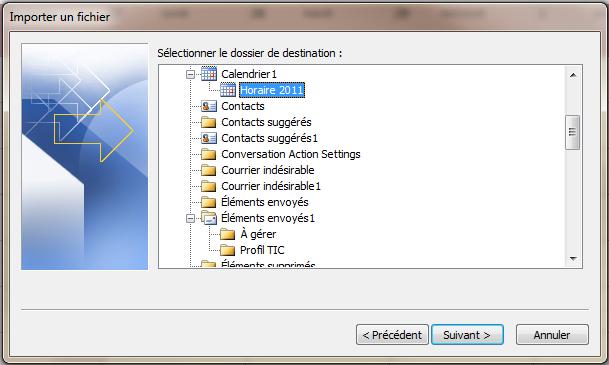 Importer un fichier
Sélectionner le dossier de destination :
Calendrier1
Horaire 2011
Contacts
Contacts suggérés
Contacts suggérés1
Conversation Action Settings
Courrier indésirable
Courrier indésirable1
Éléments envoyés
Éléments envoyés1
À gérer
Profil TIC
Éléments supprimés
< Précédent Suivant > Annuler